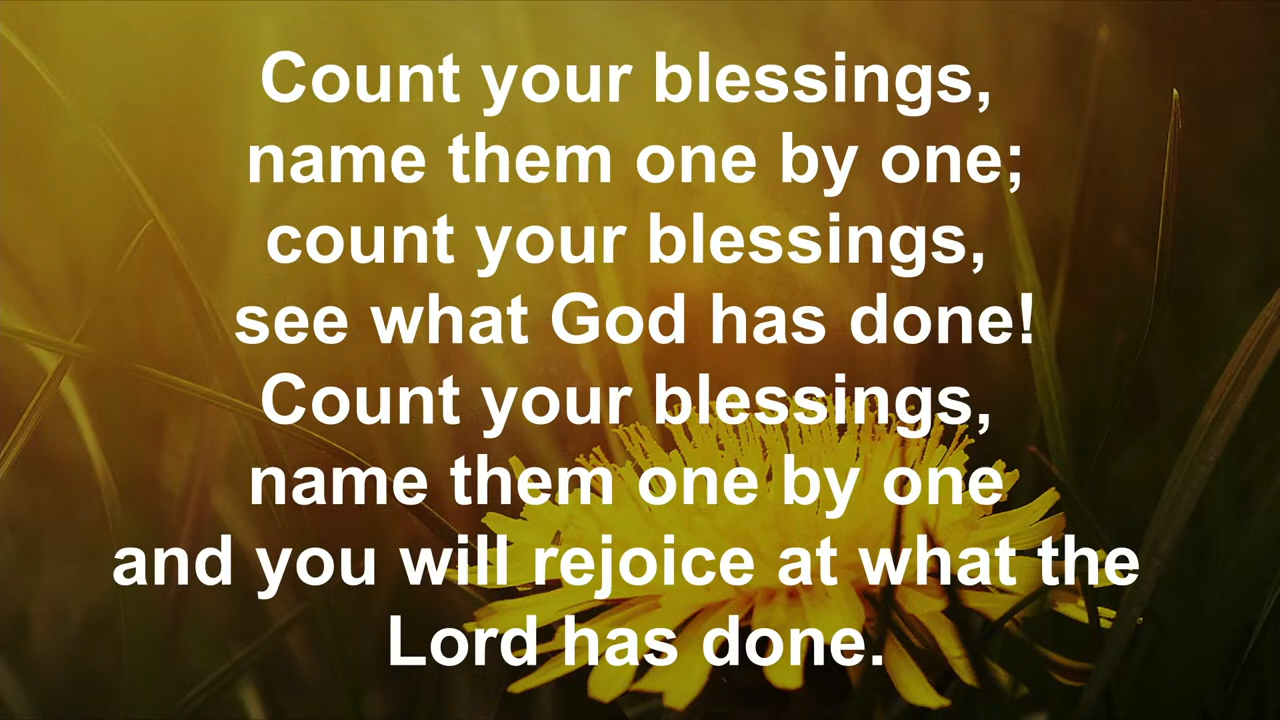 Count your blessings,
name them one by one;
count your blessings,
see what God has done!
Count your blessings,
name them one by one
and you will rejoice at what the
Lord has done.